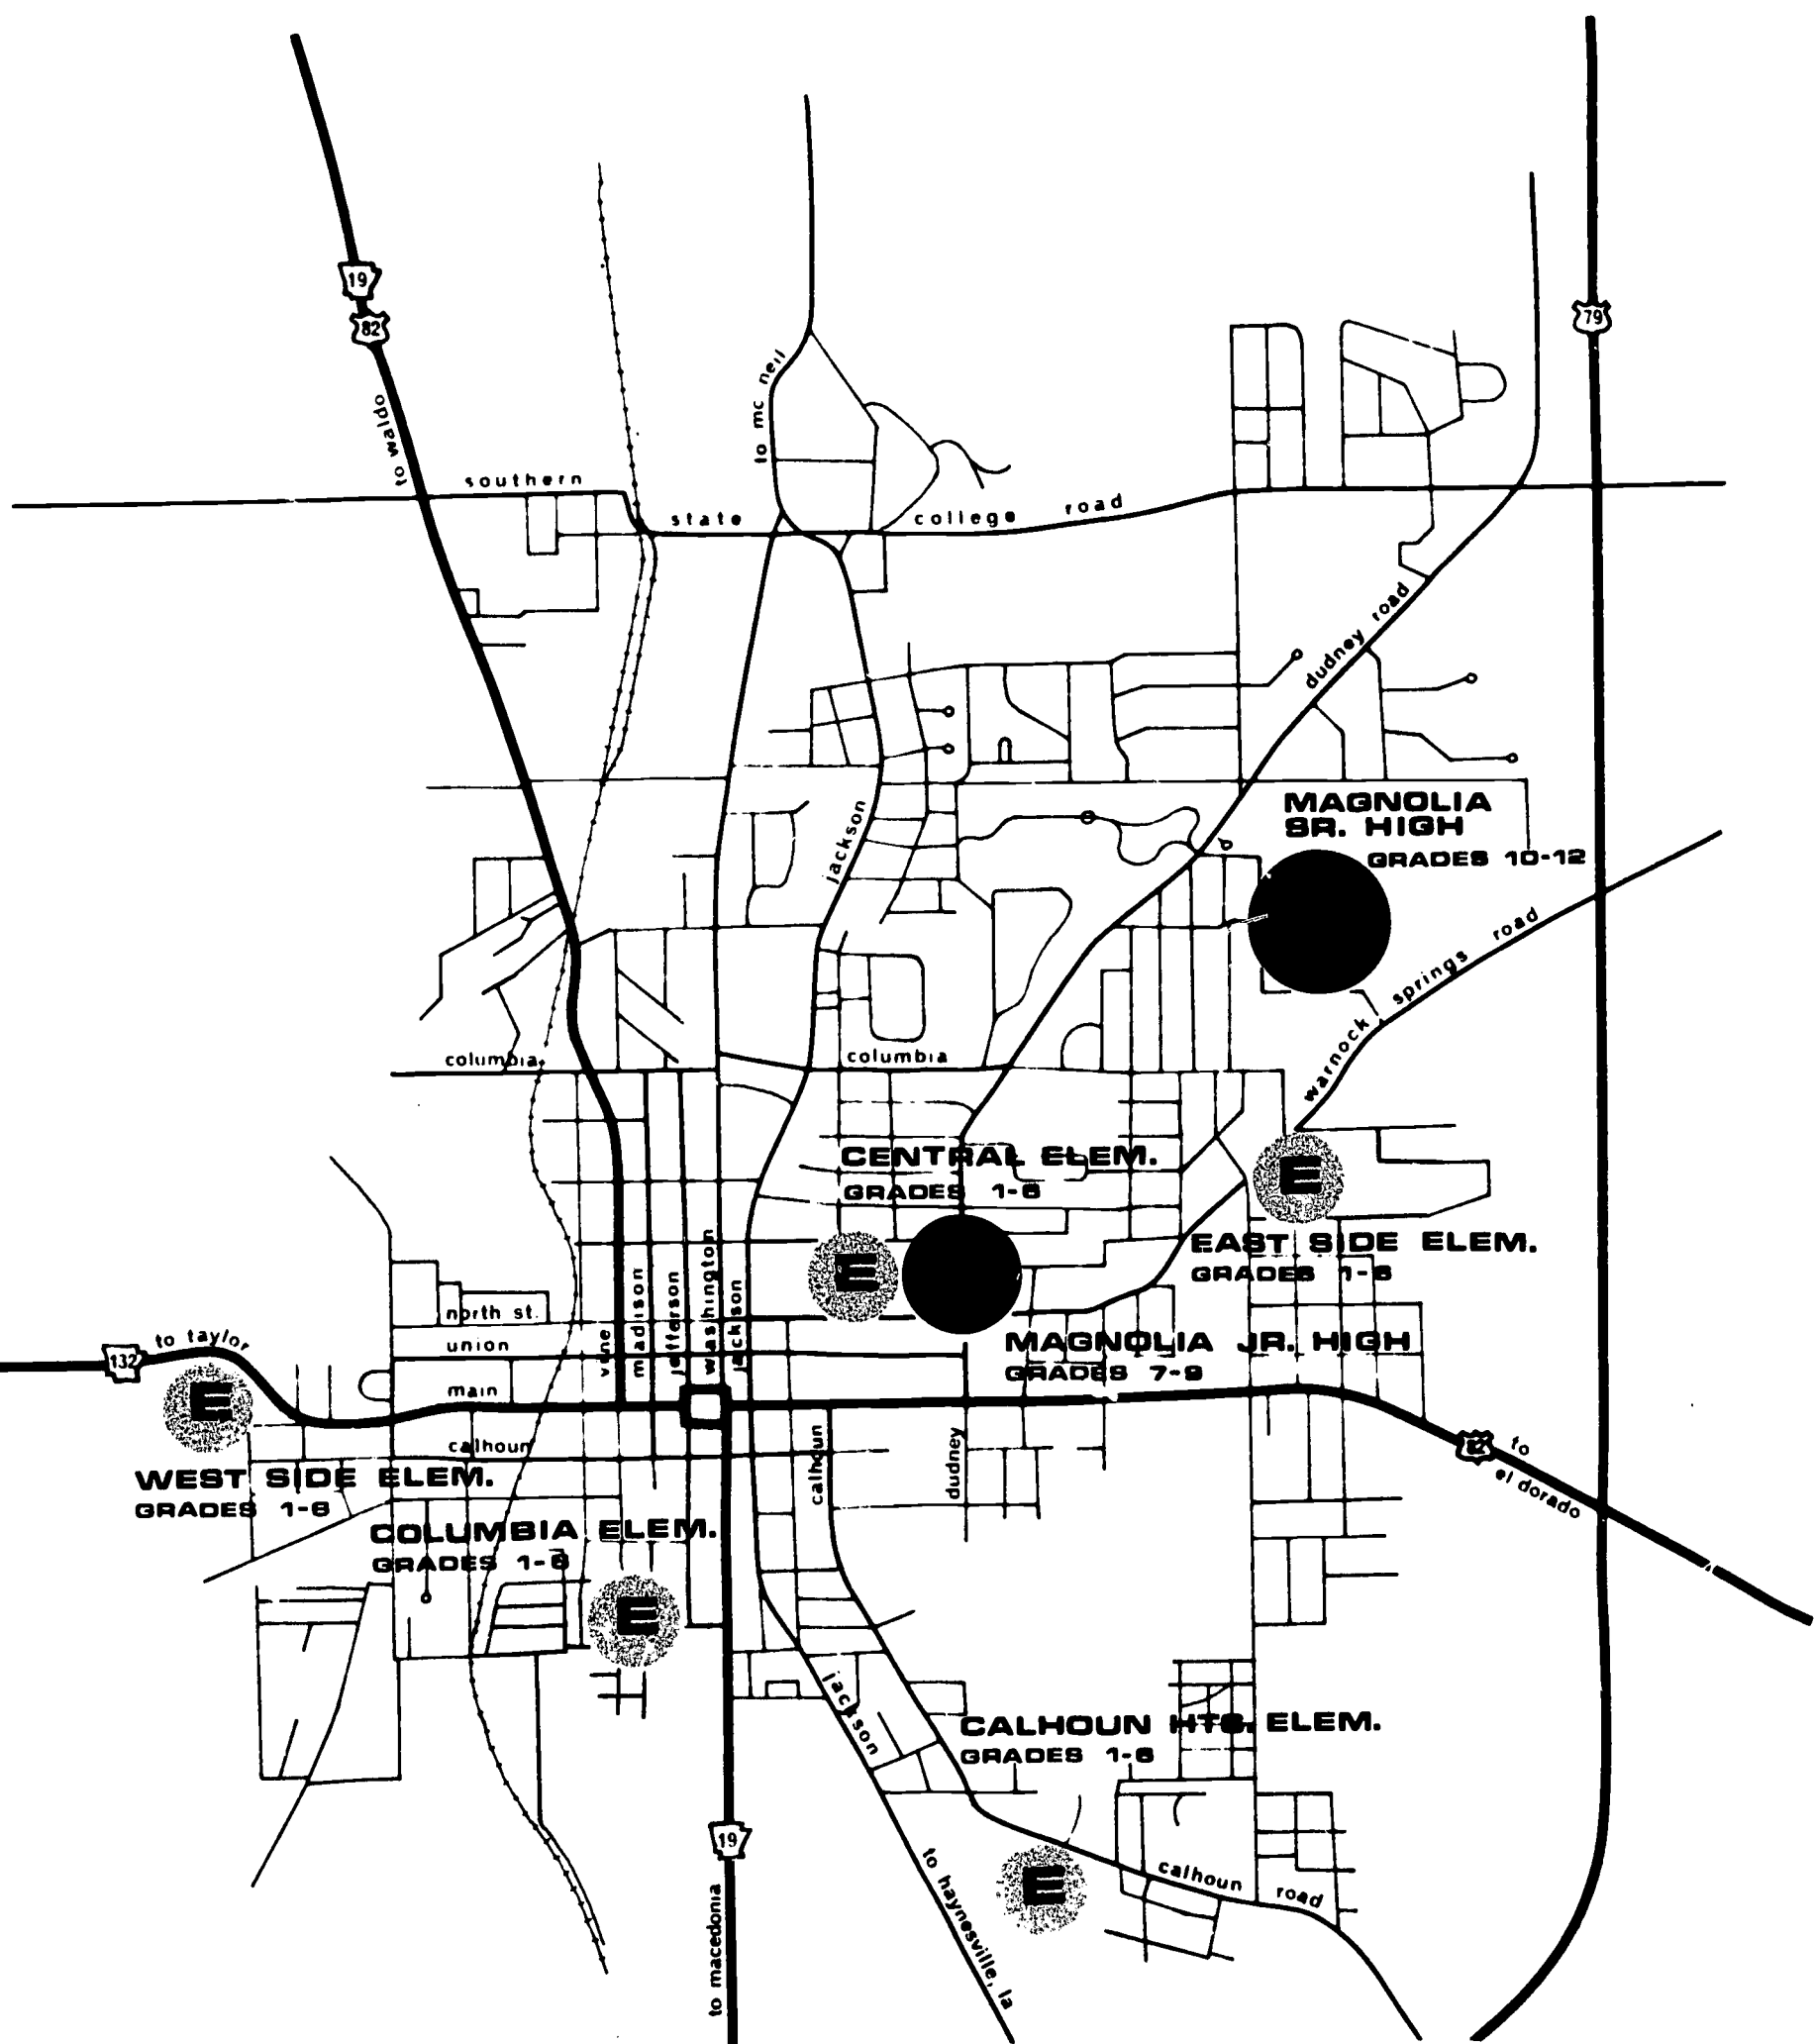 19
82
79
to waldo
to mc neil
southern
state
college
road
dudney road
MAGNOLIA
SR. HIGH
GRADES 10-12
jackson
warnock
springs
road
columbia
columbia
CENTRAL ELEM.
GRADES 1-6
E
E
EAST SIDE ELEM.
GRADES 1-6
vine
madison
jefferson
washington
jackson
north st.
union
main
calhoun
132
to taylor
E
MAGNOLIA JR. HIGH
GRADES 7-9
WEST SIDE ELEM.
GRADES 1-6
COLUMBIA ELEM.
GRADES 1-6
E
calhoun
dudney
82
to
el dorado
jackson
CALHOUN HTS. ELEM.
GRADES 1-6
E
calhoun road
19
to macedonia
to haynesville, la